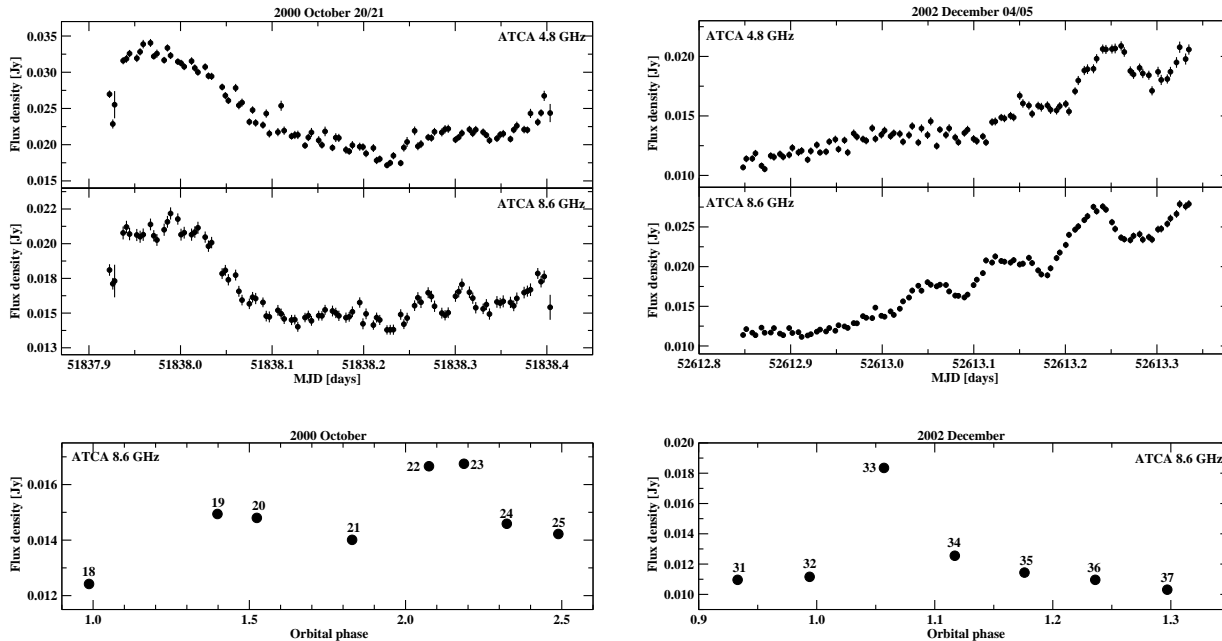 2000 October 20/21
ATCA 4.8 GHz
Flux density [Jy]
0.035
0.030
0.025
0.020
0.015
ATCA 8.6 GHz
Flux density [Jy]
0.022
0.020
0.018
0.015
0.013
51837.9 51838.0 51838.1 51838.2 51838.3 51838.4
MJD [days]
2002 December 04/05
ATCA 4.8 GHz
Flux density [Jy]
0.020
0.015
0.010
ATCA 8.6 GHz
Flux density [Jy]
0.025
0.020
0.015
0.010
52612.8 52612.9 52613.0 52613.1 52613.2 52613.3
MJD [days]
2000 October
ATCA 8.6 GHz
Flux density [Jy]
0.016
0.014
0.012
18
19
20
21
22
23
24
25
1.0 1.5 2.0 2.5
Orbital phase
2002 December
ATCA 8.6 GHz
Flux density [Jy]
0.020
0.018
0.016
0.014
0.012
0.010
31
32
33
34
35
36
37
0.9 1.0 1.1 1.2 1.3
Orbital phase